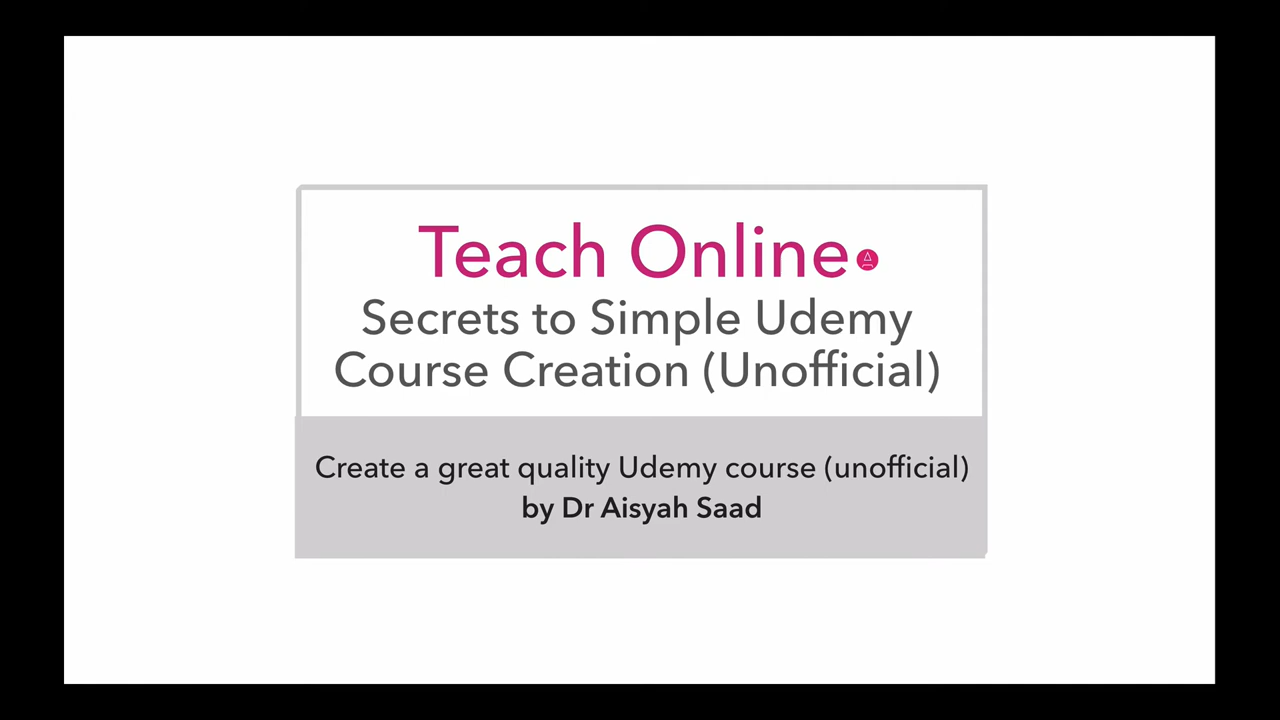 Teach Online
Secrets to Simple Udemy
Course Creation (Unofficial)
Create a great quality Udemy course (unofficial)
by Dr Aisyah Saad